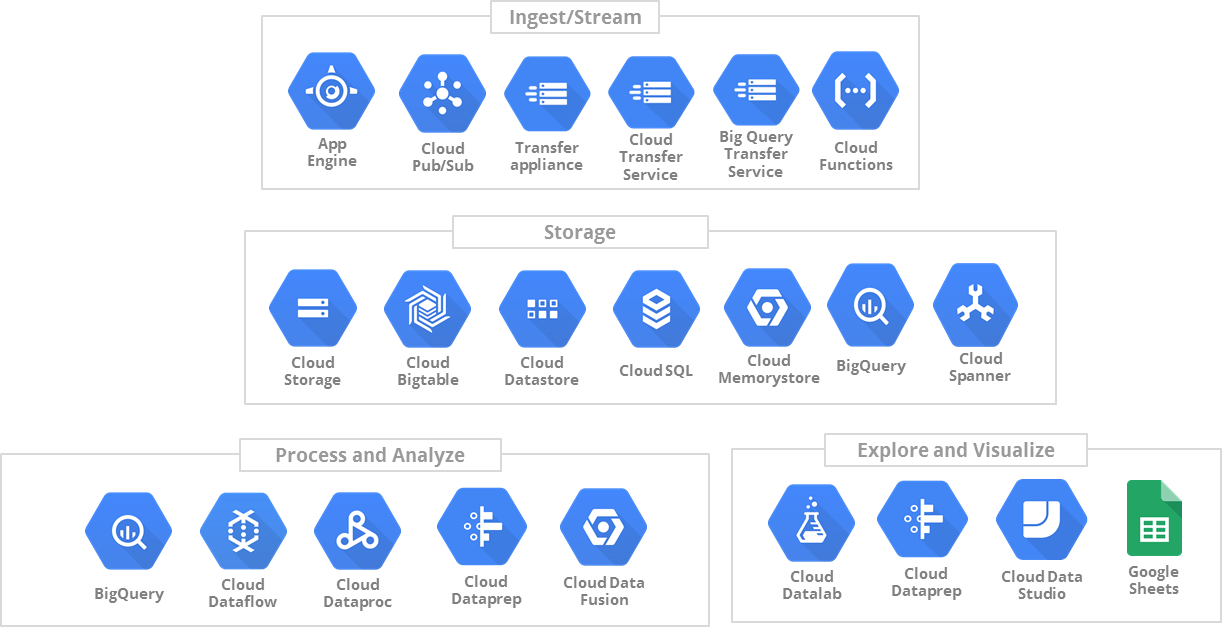 Ingest/Stream
App
Engine
Cloud
Pub/Sub
Transfer
appliance
Cloud
Transfer
Service
Big Query
Transfer
Service
Cloud
Functions
Storage
Cloud
Storage
Cloud
Bigtable
Cloud
Datastore
Cloud SQL
Cloud
Memorystore
BigQuery
Cloud
Spanner
Process and Analyze
BigQuery
Cloud
Dataflow
Cloud
Dataproc
Cloud
Dataprep
Cloud Data
Fusion
Explore and Visualize
Cloud
Datalab
Cloud
Dataprep
Cloud Data
Studio
Google
Sheets